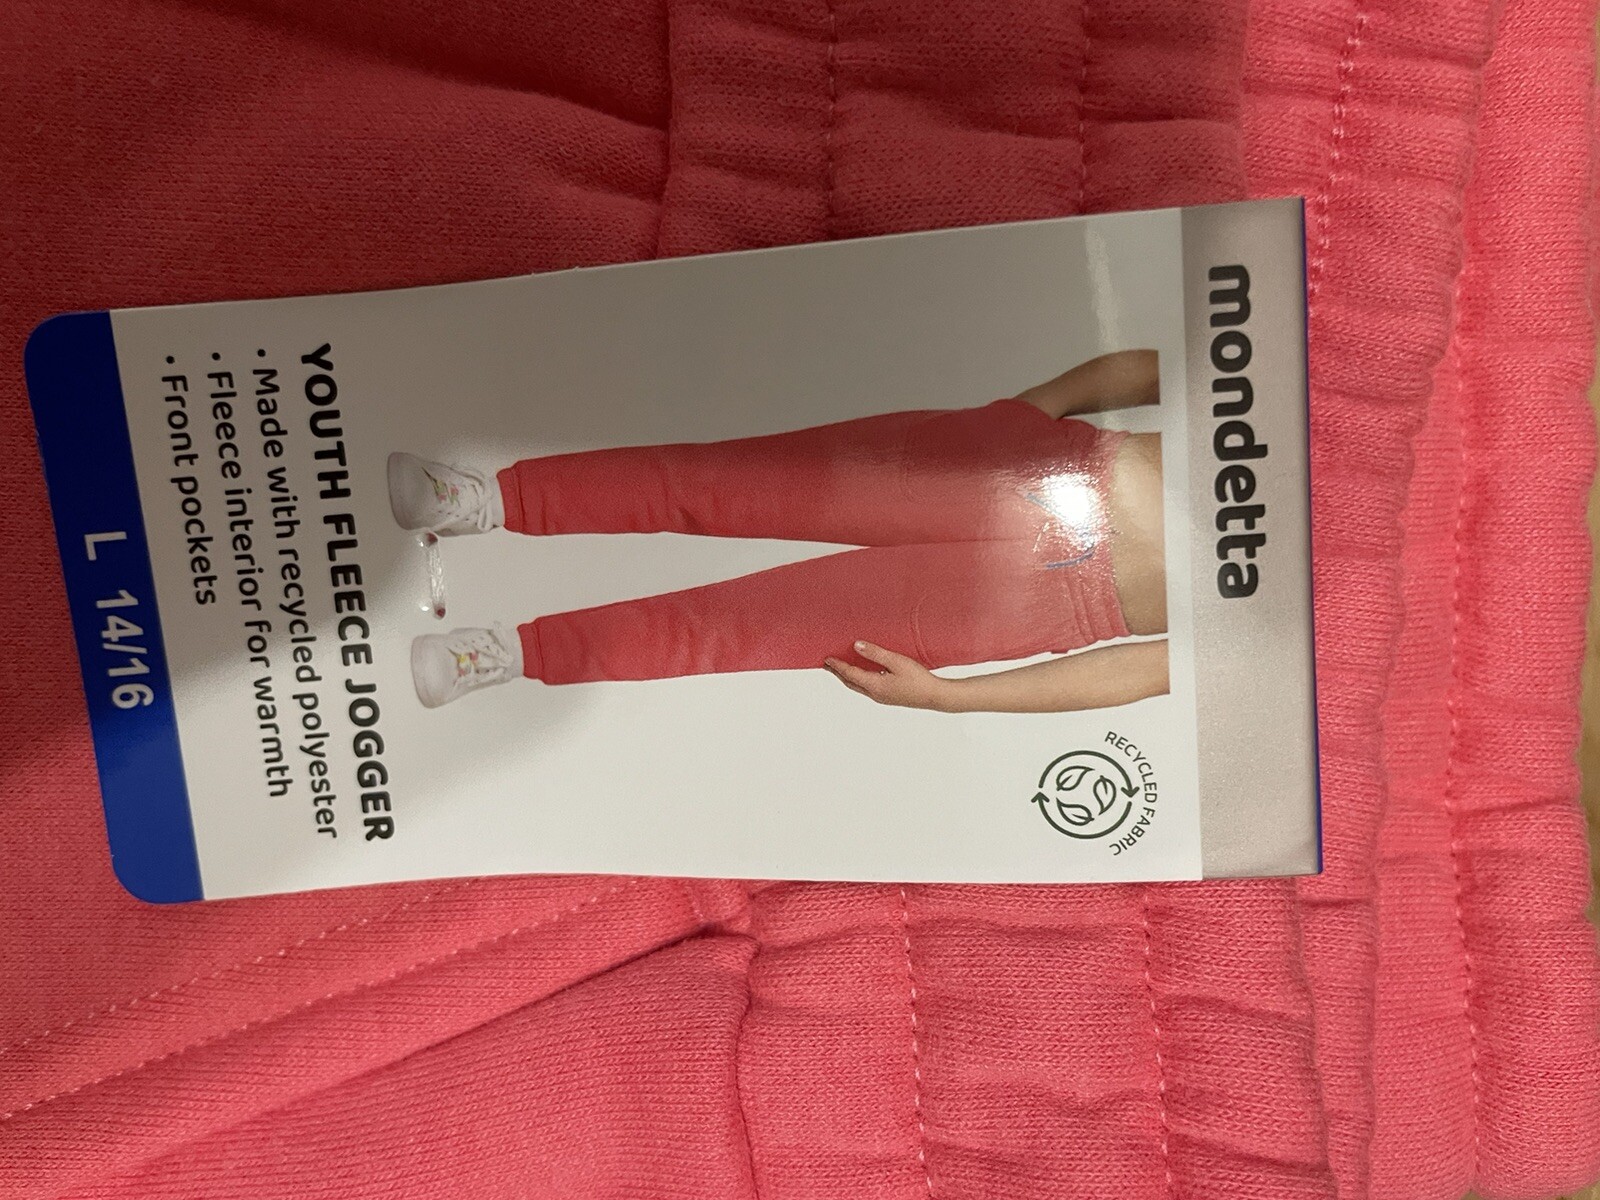 mondetta
RECYCLED FABRIC
YOUTH FLEECE JOGGER
• Made with recycled polyester
• Fleece interior for warmth
• Front pockets
L 14/16